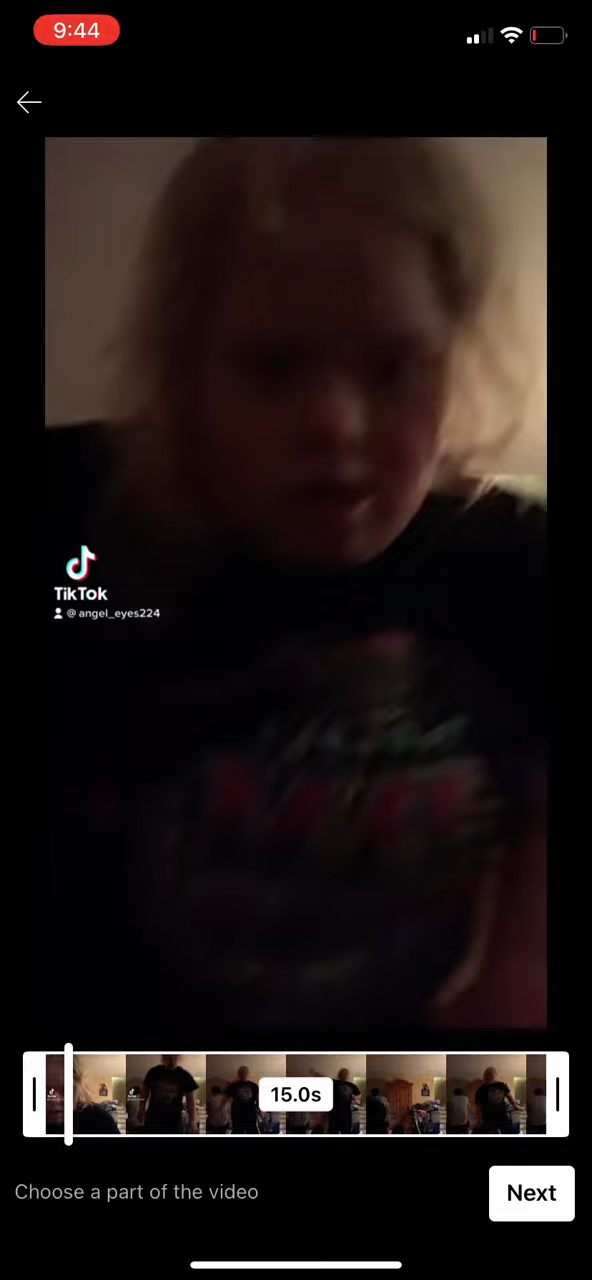 9:44
TikTok
@angel_eyes224
15.0s
Choose a part of the video
Next